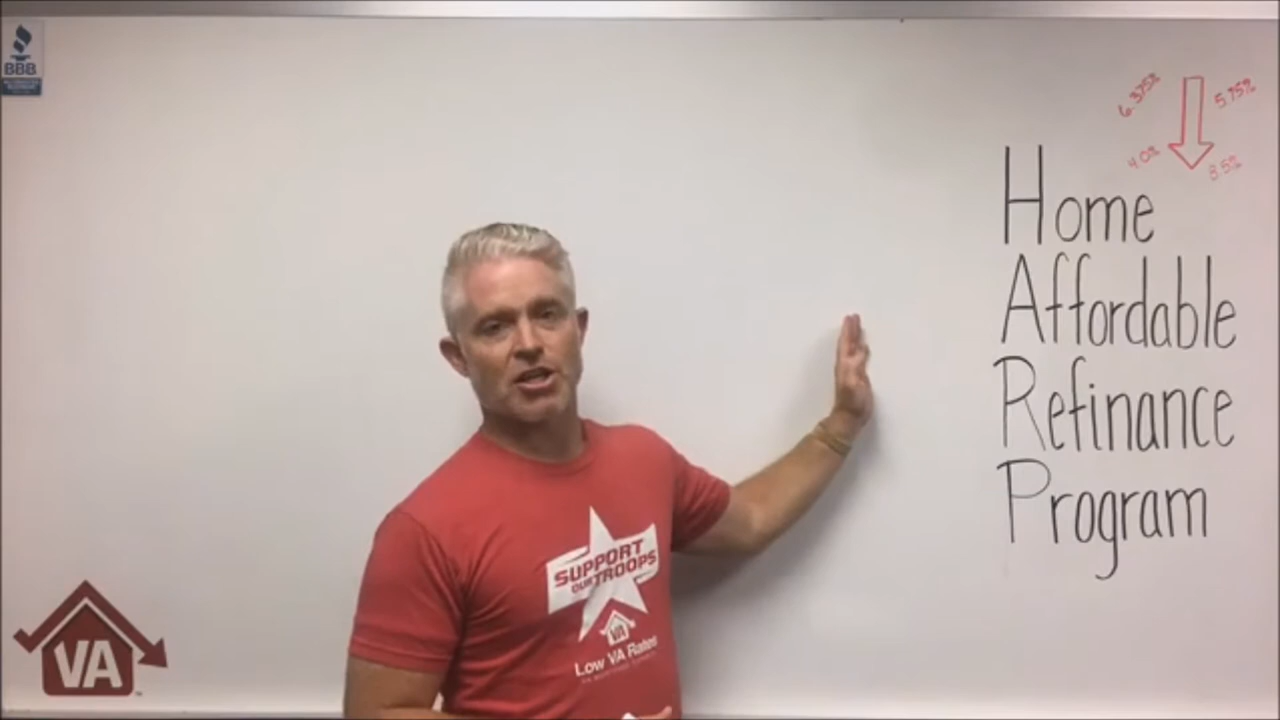 BBB
6.375%
5.75%
4.0%
8.5%
Home
Affordable
Refinance
Program
SUPPORT
OUR TROOPS
VA
Low VA Rates
VA